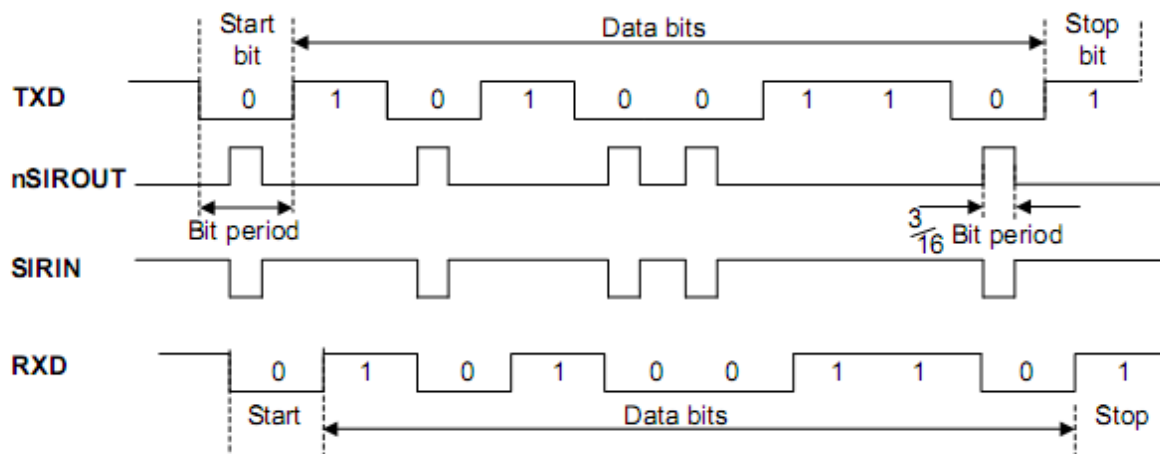 Start bit
Data bits
Stop bit
TXD 0 1 0 1 0 0 1 1 0 1
nSIROUT
Bit period
3/16 Bit period
SIRIN
RXD 0 1 0 1 0 0 1 1 0 1
Start
Data bits
Stop